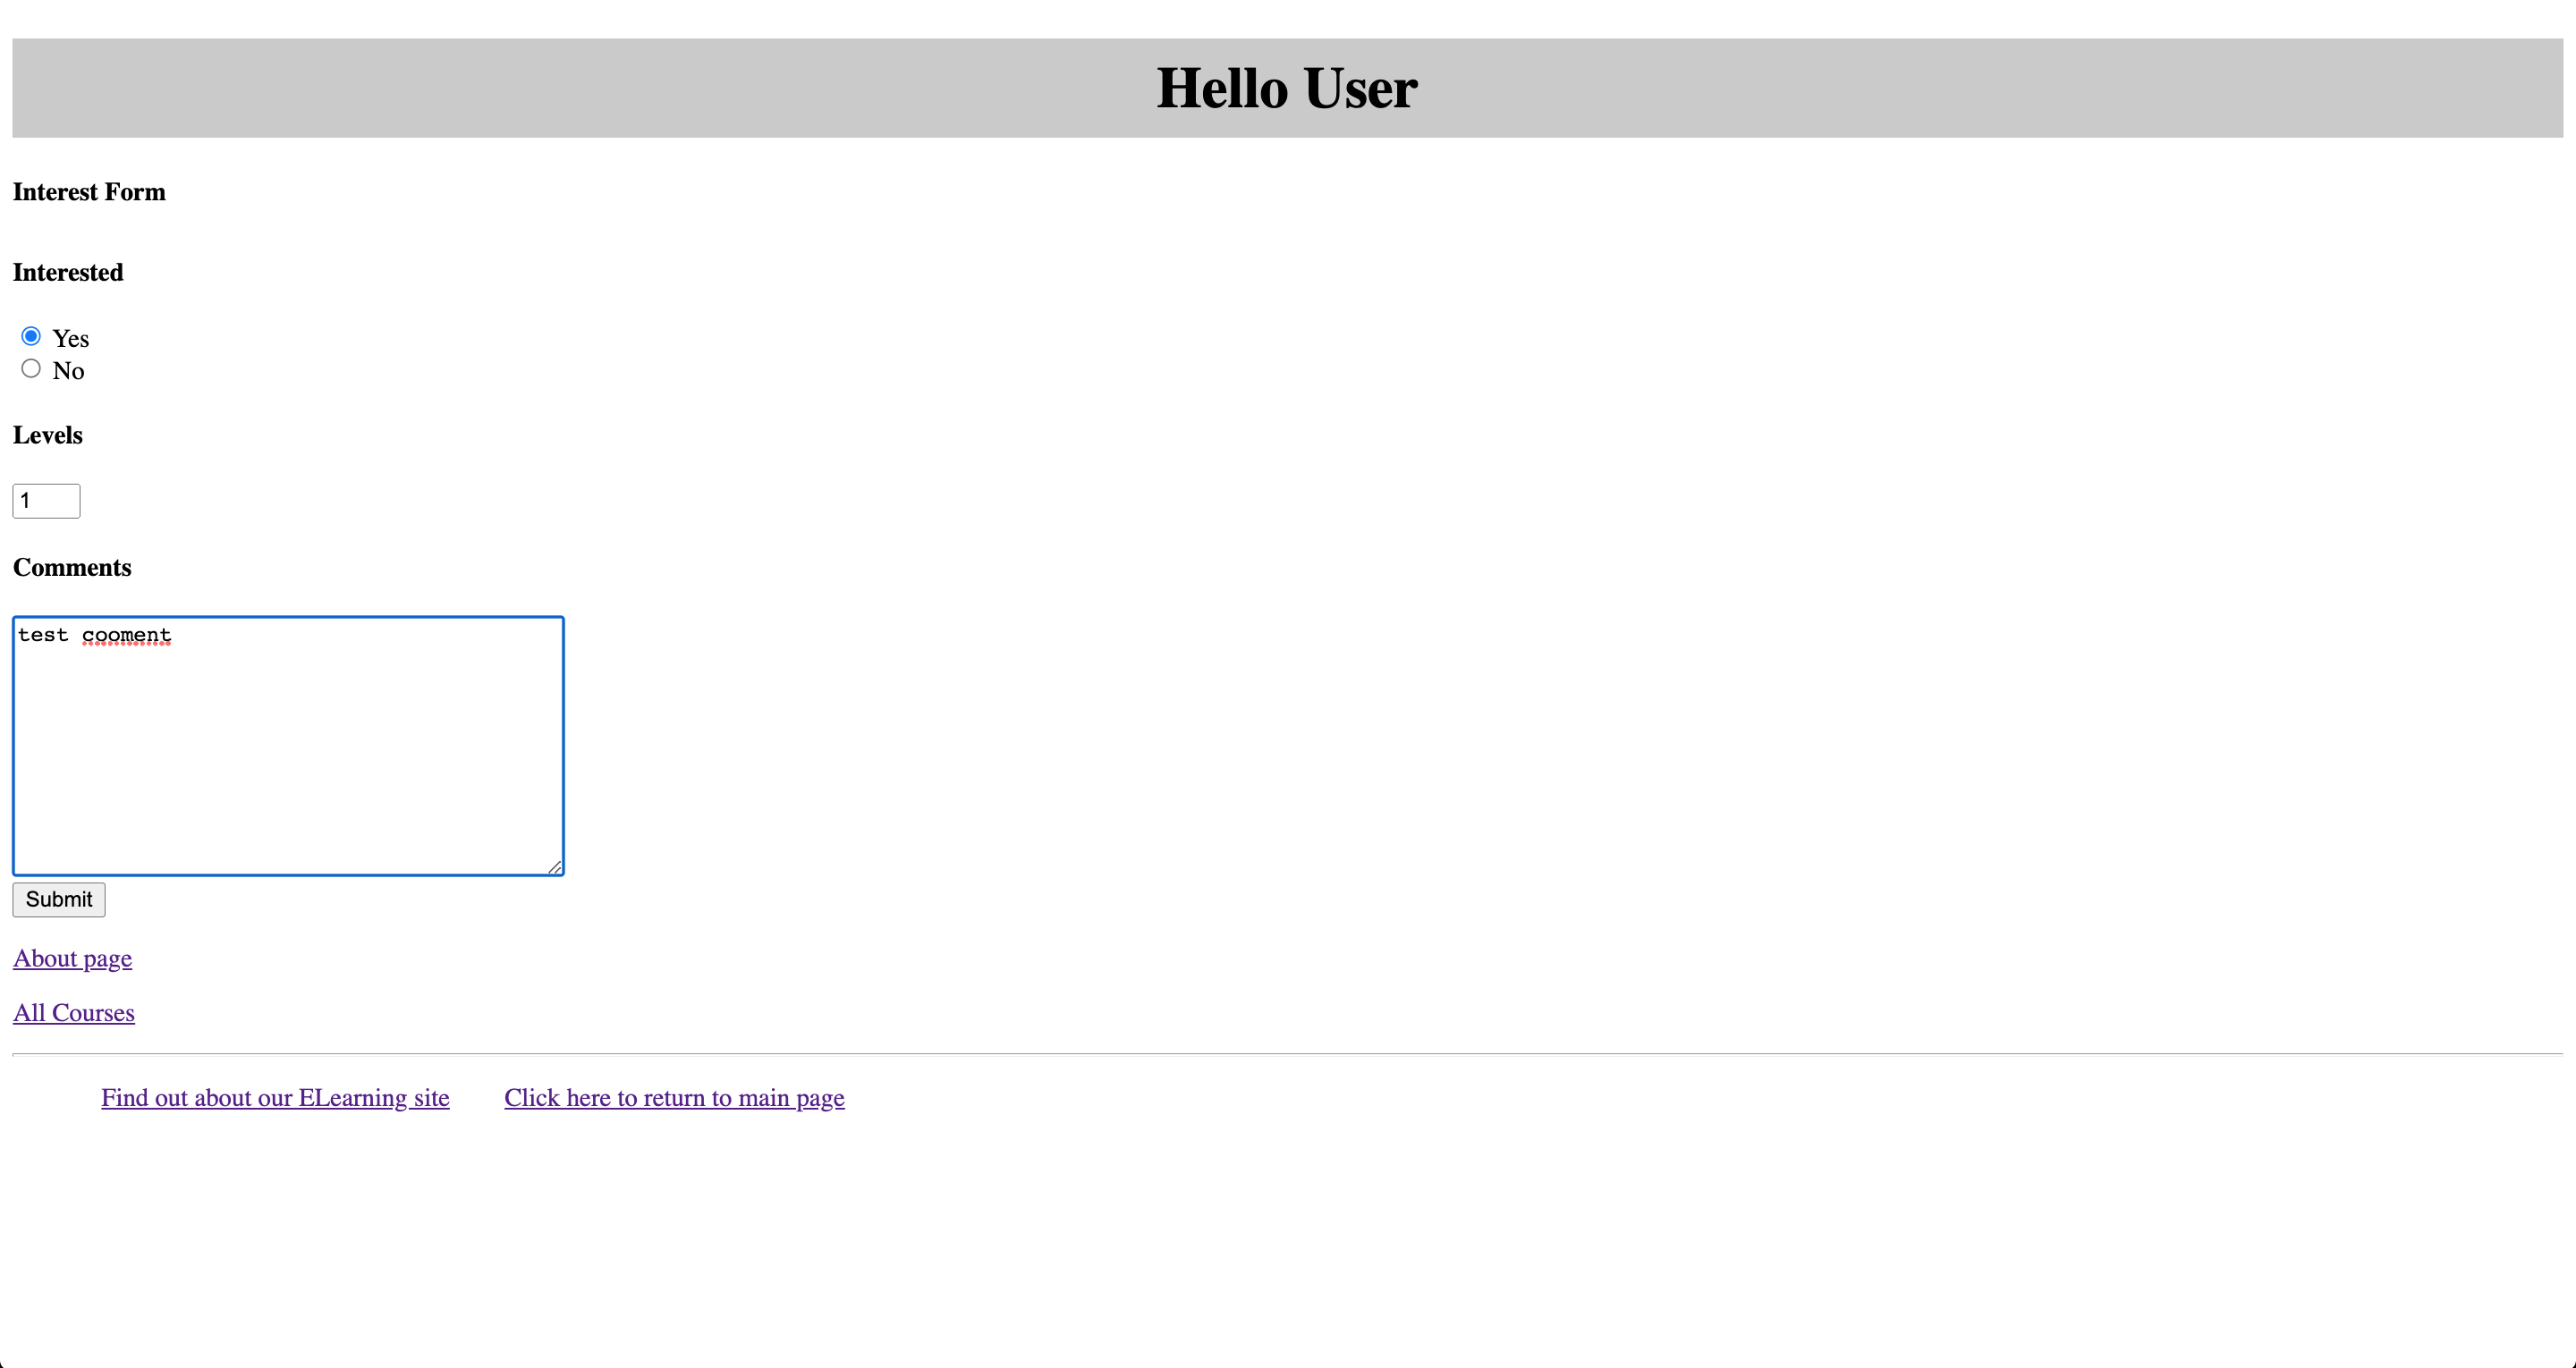 Hello User
Interest Form
Interested
Yes
No
Levels
1
Comments
test cooment
Submit
About page
All Courses
Find out about our ELearning site Click here to return to main page